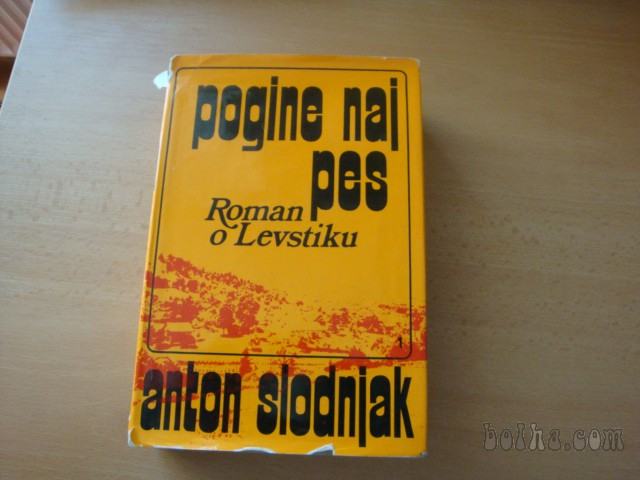 pogine naj
pes
Roman
o Levstiku
1
anton slodnjak
bolha.com